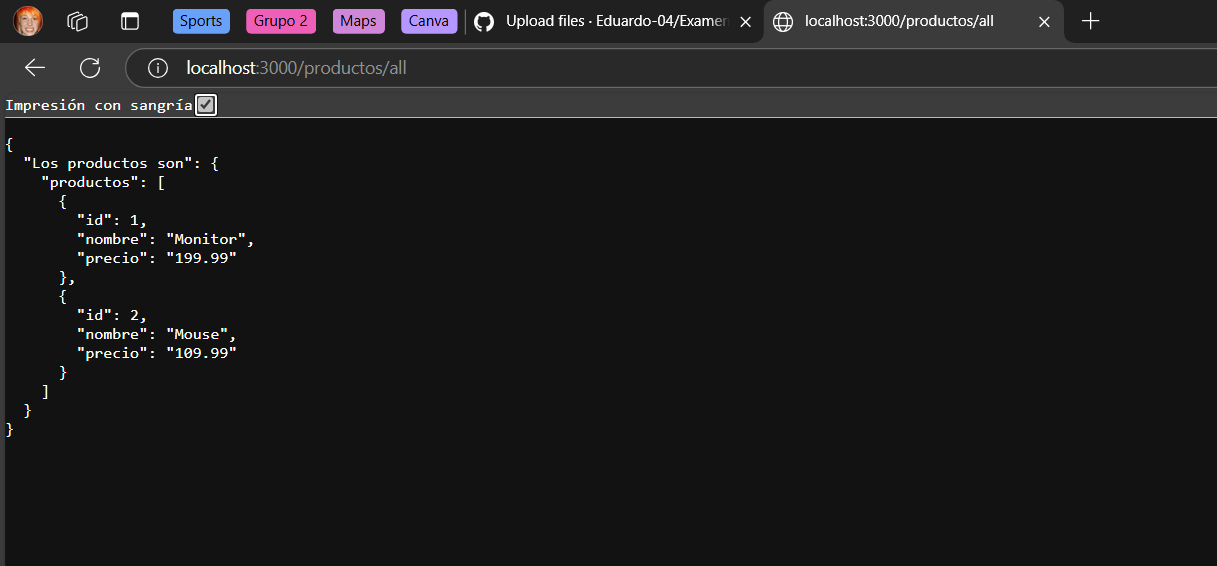 Sports Grupo 2 Maps Canva Upload files · Eduardo-04/Examen localhost:3000/productos/all
localhost:3000/productos/all
Impresión con sangría
{
  "Los productos son": {
    "productos": [
      {
        "id": 1,
        "nombre": "Monitor",
        "precio": "199.99"
      },
      {
        "id": 2,
        "nombre": "Mouse",
        "precio": "109.99"
      }
    ]
  }
}